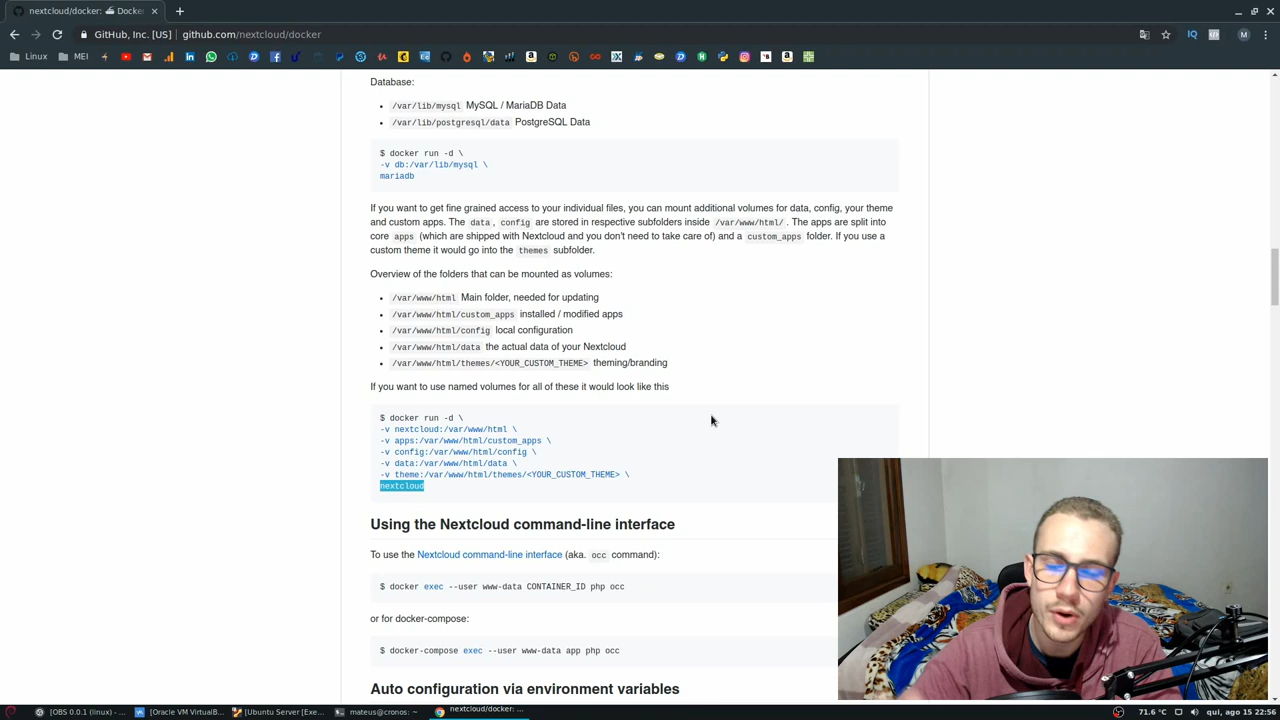 nextcloud/docker: Docker
GitHub, Inc. [US] | github.com/nextcloud/docker
Linux
MEI
Database:
/var/lib/mysql MySQL / MariaDB Data
/var/lib/postgresql/data PostgreSQL Data
$ docker run -d \
-v db:/var/lib/mysql \
mariadb
If you want to get fine grained access to your individual files, you can mount additional volumes for data, config, your theme
and custom apps. The data , config are stored in respective subfolders inside /var/www/html/ . The apps are split into
core apps (which are shipped with Nextcloud and you don't need to take care of) and a custom_apps folder. If you use a
custom theme it would go into the themes subfolder.
Overview of the folders that can be mounted as volumes:
/var/www/html Main folder, needed for updating
/var/www/html/custom_apps installed / modified apps
/var/www/html/config local configuration
/var/www/html/data the actual data of your Nextcloud
/var/www/html/themes/<YOUR_CUSTOM_THEME> theming/branding
If you want to use named volumes for all of these it would look like this
$ docker run -d \
-v nextcloud:/var/www/html \
-v apps:/var/www/html/custom_apps \
-v config:/var/www/html/config \
-v data:/var/www/html/data \
-v theme:/var/www/html/themes/<YOUR_CUSTOM_THEME> \
nextcloud
Using the Nextcloud command-line interface
To use the Nextcloud command-line interface (aka. occ command):
$ docker exec --user www-data CONTAINER_ID php occ
or for docker-compose:
$ docker-compose exec --user www-data app php occ
Auto configuration via environment variables
[OBS 0.0.1 (linux) - ...
[Oracle VM VirtualB...
[Ubuntu Server [Exe...
mateus@cronos: ~
nextcloud/docker: ...
71.6 °C
qui, ago 15 22:56